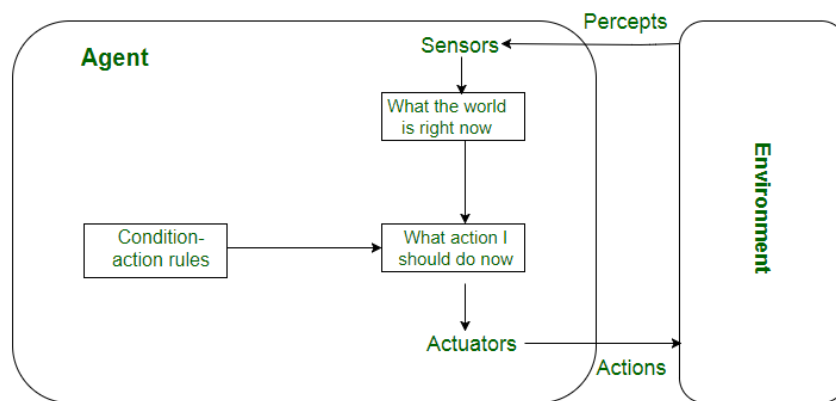 Percepts
Sensors
Agent
What the world
is right now
Environment
Condition-
action rules
What action I
should do now
Actuators
Actions